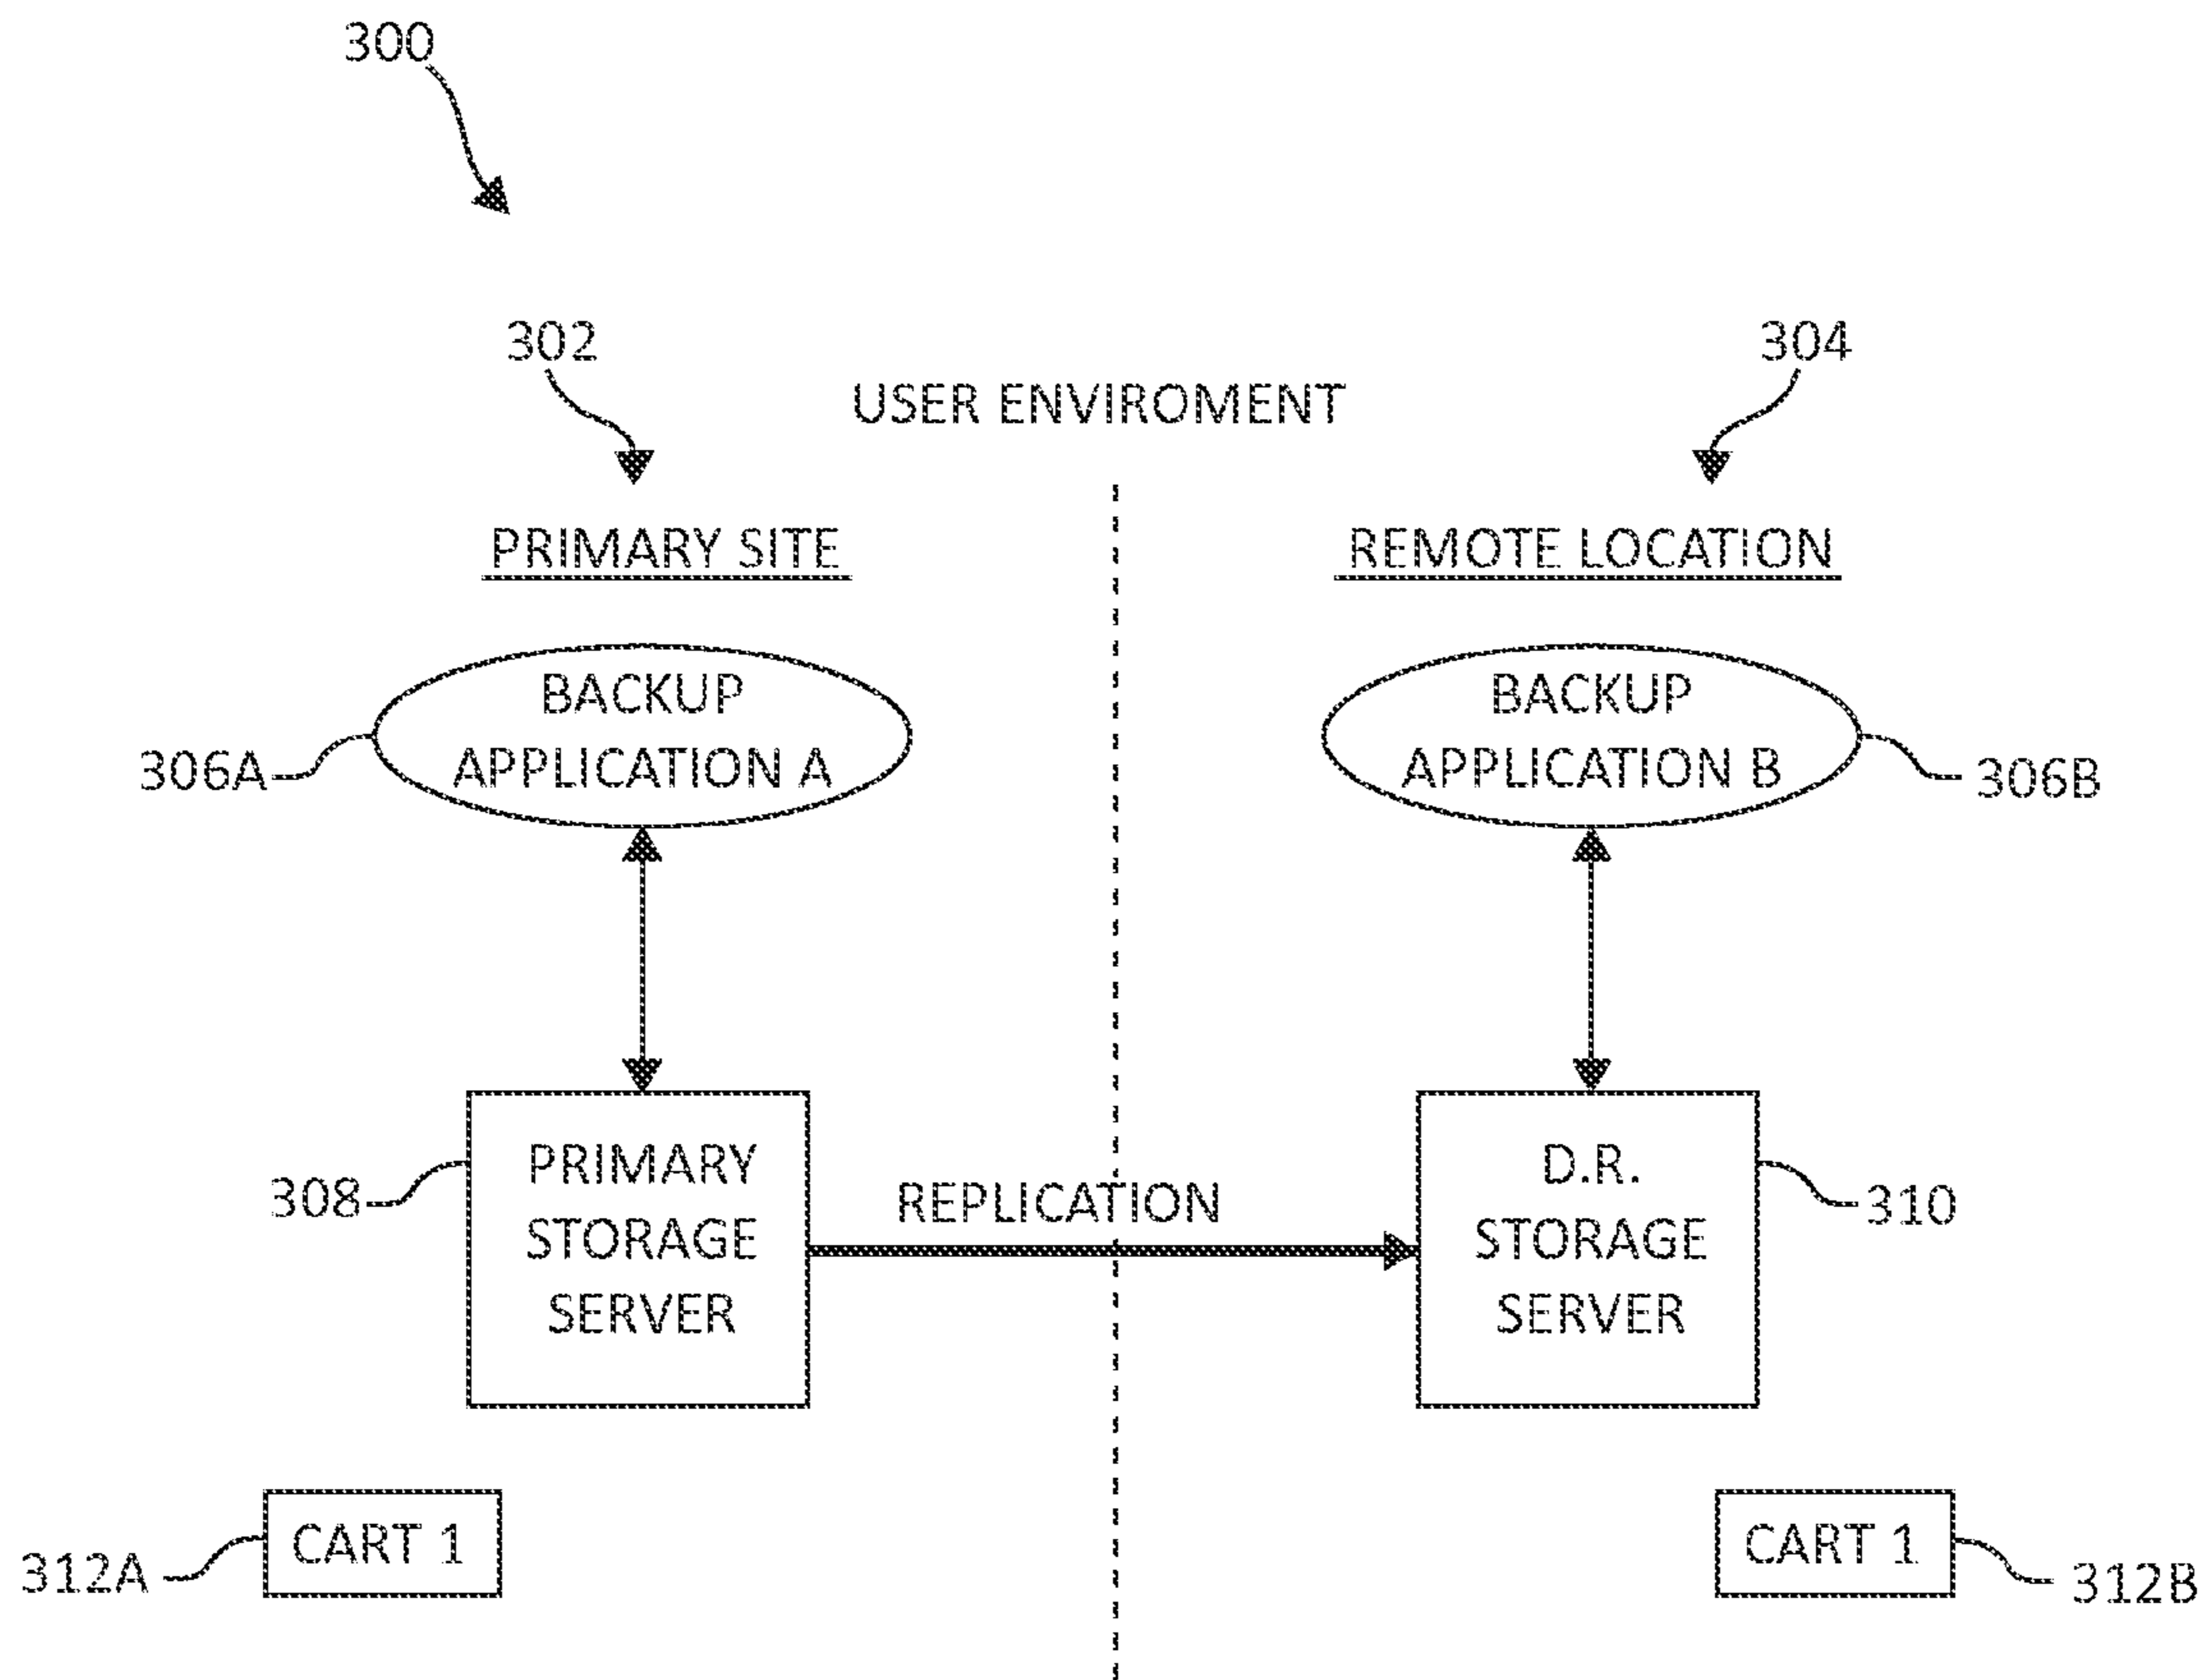 300
302
304
USER ENVIROMENT
PRIMARY SITE
REMOTE LOCATION
BACKUP
APPLICATION A
306A
BACKUP
APPLICATION B
306B
PRIMARY
STORAGE
SERVER
308
REPLICATION
D.R.
STORAGE
SERVER
310
CART 1
312A
CART 1
312B